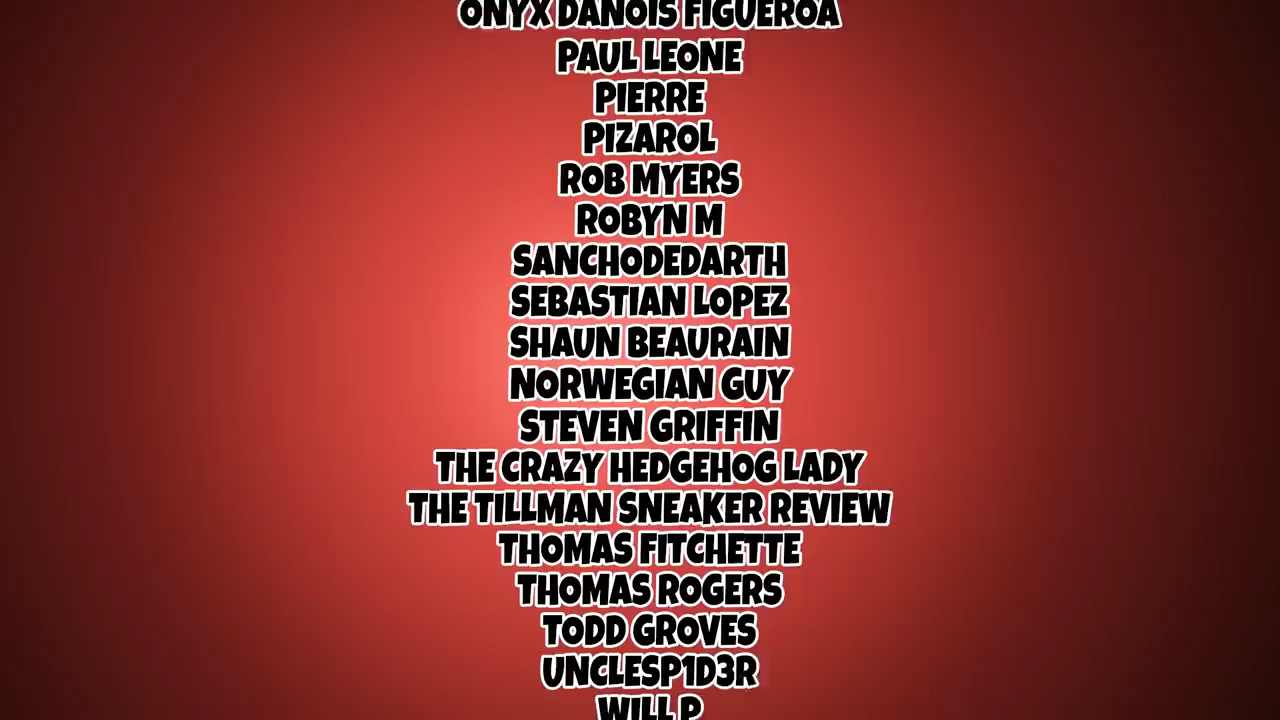 ONYX DANOIS FIGUEROA
PAUL LEONE
PIERRE
PIZAROL
ROB MYERS
ROBYN M
SANCHODEDARTH
SEBASTIAN LOPEZ
SHAUN BEAURAIN
NORWEGIAN GUY
STEVEN GRIFFIN
THE CRAZY HEDGEHOG LADY
THE TILLMAN SNEAKER REVIEW
THOMAS FITCHETTE
THOMAS ROGERS
TODD GROVES
UNCLESP1D3R
WILL P